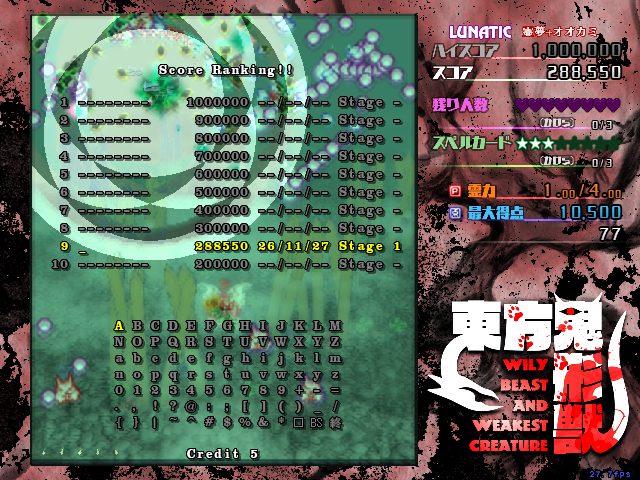 Score Ranking!!
1 -------- 1000000 --/--/-- Stage -
2 -------- 900000 --/--/-- Stage -
3 -------- 800000 --/--/-- Stage -
4 -------- 700000 --/--/-- Stage -
5 -------- 600000 --/--/-- Stage -
6 -------- 500000 --/--/-- Stage -
7 -------- 400000 --/--/-- Stage -
8 -------- 300000 --/--/-- Stage -
9 _ 288550 26/11/27 Stage 1
10 -------- 200000 --/--/-- Stage -
A B C D E F G H I J K L M
N O P Q R S T U V W X Y Z
a b c d e f g h i j k l m
n o p q r s t u v w x y z
0 1 2 3 4 5 6 7 8 9 + - =
. , ! ? @ : ; [ ] ( ) _ /
{ } | ~ ^ # $ % & * □ BS 終
Credit 5
LUNATIC 霊夢+オオカミ
ハイスコア 1,000,000
スコア 288,550
残り人数
(かけら) 0/3
スペルカード ★★★
(かけら) 0/3
P 霊力 1.00/4.00
最大得点 10,500
77
東方鬼形獣
WILY
BEAST
AND
WEAKEST
CREATURE
27.7fps